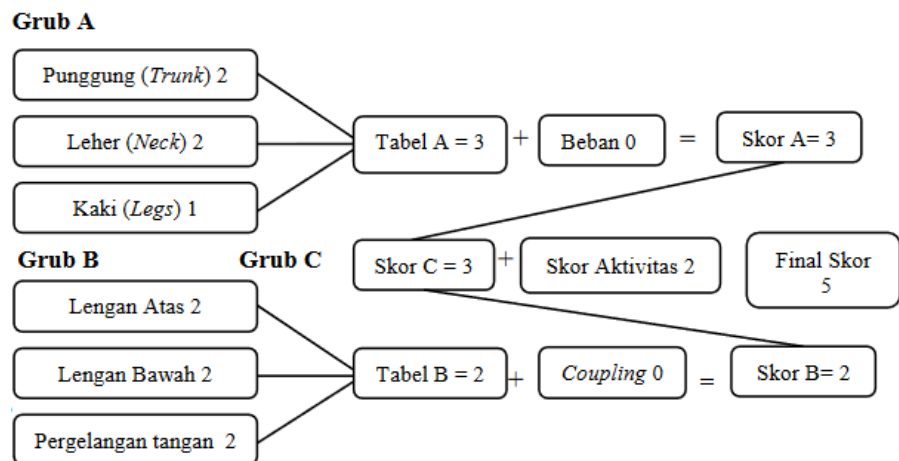 Grub A
Punggung (Trunk) 2
Leher (Neck) 2
Kaki (Legs) 1
Tabel A = 3 + Beban 0 = Skor A= 3
Grub B
Grub C
Skor C = 3 + Skor Aktivitas 2
Final Skor
5
Lengan Atas 2
Lengan Bawah 2
Pergelangan tangan 2
Tabel B = 2 + Coupling 0 = Skor B= 2